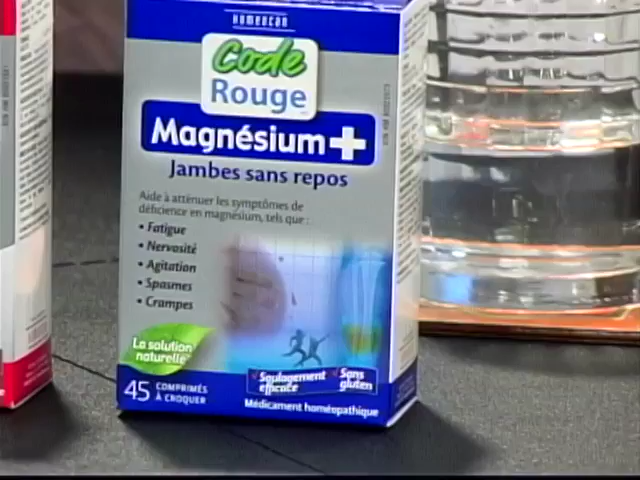 HOMEOCAN
Code
Rouge
Magnésium+
Jambes sans repos
Aide à atténuer les symptômes de
déficience en magnésium, tels que :
• Fatigue
• Nervosité
• Agitation
• Spasmes
• Crampes
La solution
naturelle
Soulagement
efficace
Sans
gluten
45 COMPRIMÉS
À CROQUER
Médicament homéopathique